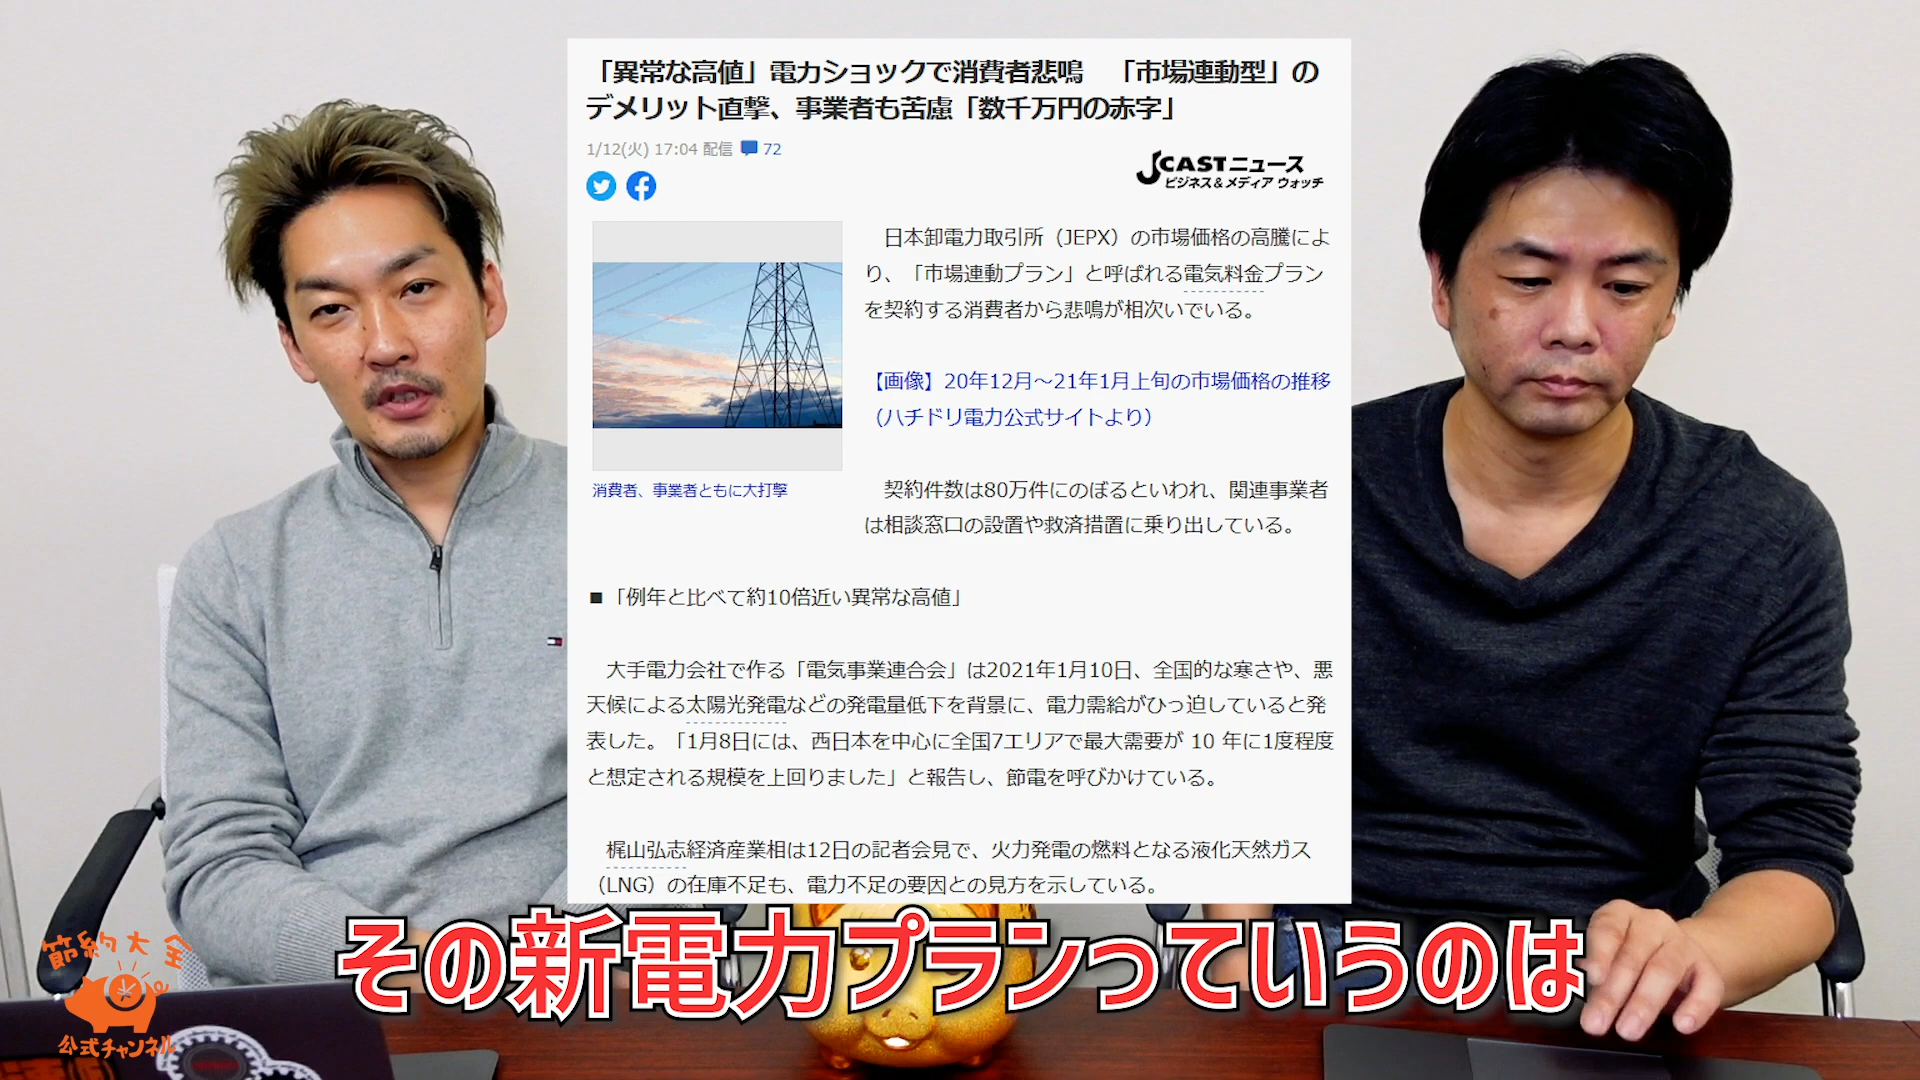 「異常な高値」電力ショックで消費者悲鳴　「市場連動型」の
デメリット直撃、事業者も苦慮「数千万円の赤字」
1/12(火) 17:04 配信 72
J CASTニュース
ビジネス&メディア ウォッチ
日本卸電力取引所（JEPX）の市場価格の高騰によ
り、「市場連動プラン」と呼ばれる電気料金プラン
を契約する消費者から悲鳴が相次いでいる。
【画像】20年12月～21年1月上旬の市場価格の推移
（ハチドリ電力公式サイトより）
消費者、事業者ともに大打撃
契約件数は80万件にのぼるといわれ、関連事業者
は相談窓口の設置や救済措置に乗り出している。
■「例年と比べて約10倍近い異常な高値」
大手電力会社で作る「電気事業連合会」は2021年1月10日、全国的な寒さや、悪
天候による太陽光発電などの発電量低下を背景に、電力需給がひっ迫していると発
表した。「1月8日には、西日本を中心に全国7エリアで最大需要が 10 年に1度程度
と想定される規模を上回りました」と報告し、節電を呼びかけている。
梶山弘志経済産業相は12日の記者会見で、火力発電の燃料となる液化天然ガス
（LNG）の在庫不足も、電力不足の要因との見方を示している。
その新電力プランっていうのは
節約大全
公式チャンネル